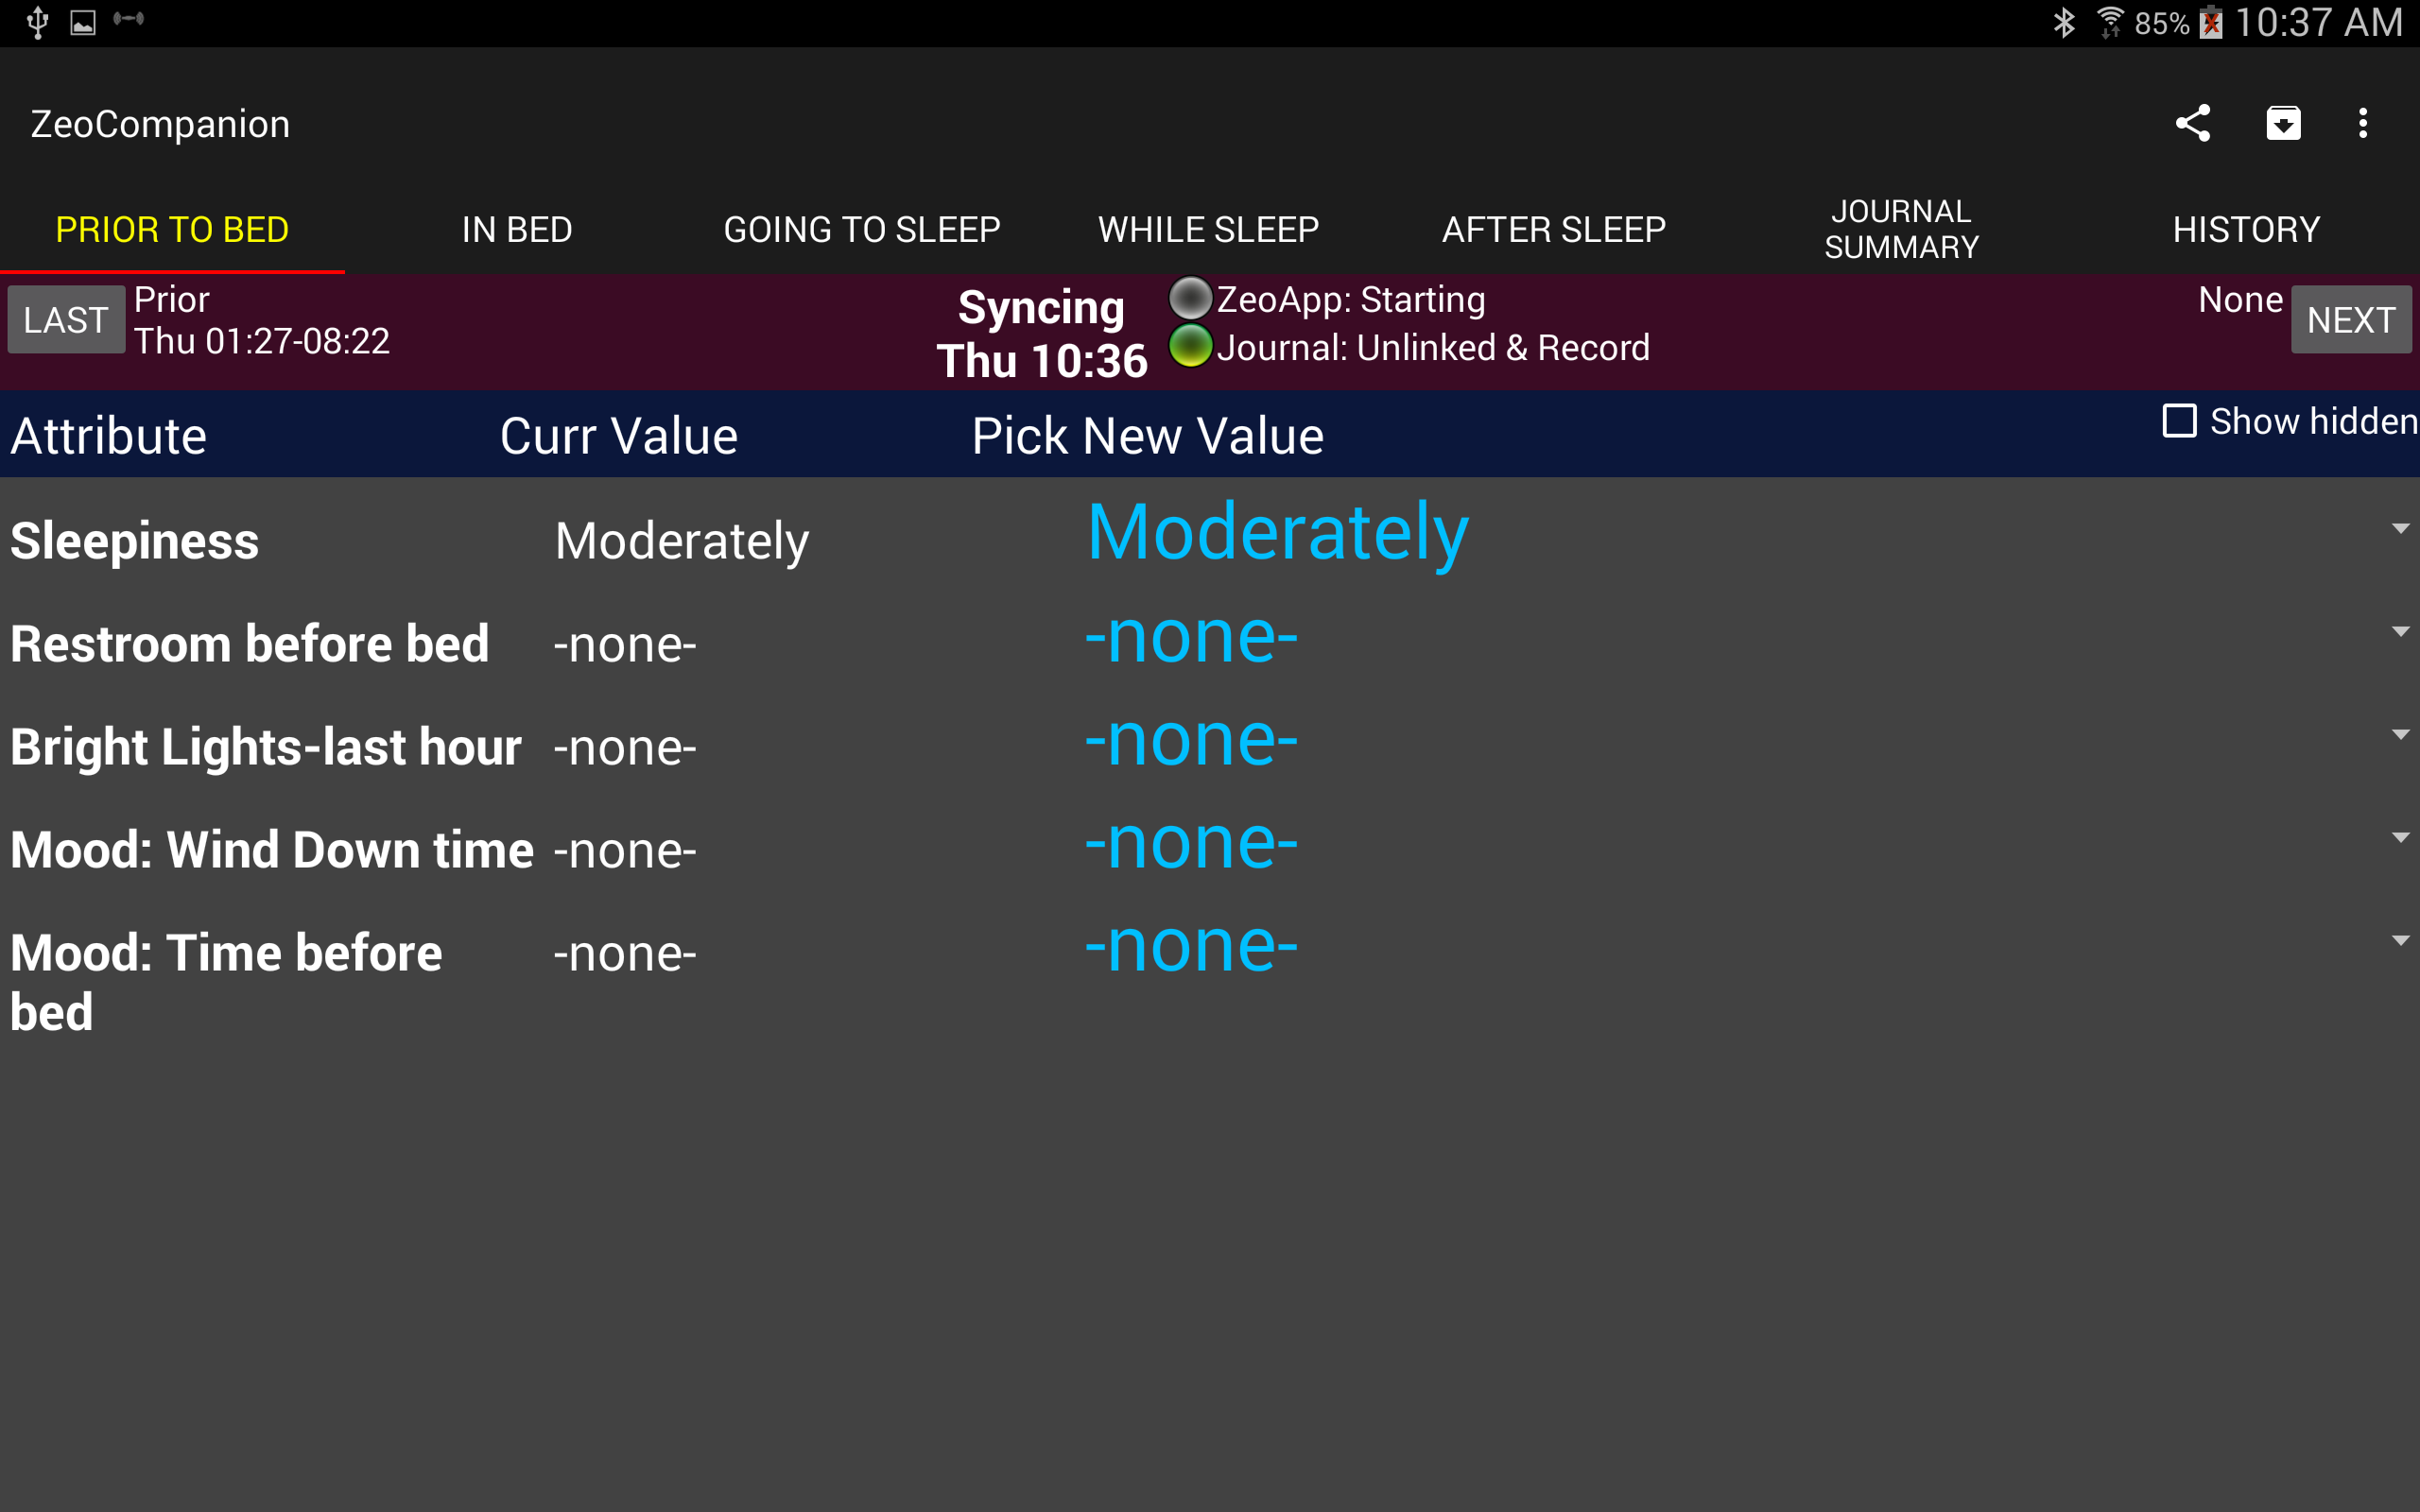 85% 10:37 AM
ZeoCompanion
PRIOR TO BED
IN BED
GOING TO SLEEP
WHILE SLEEP
AFTER SLEEP
JOURNAL
SUMMARY
HISTORY
LAST
Prior
Thu 01:27-08:22
Syncing
Thu 10:36
ZeoApp: Starting
Journal: Unlinked & Record
None
NEXT
Attribute
Curr Value
Pick New Value
Show hidden
Sleepiness
Moderately
Moderately
Restroom before bed
-none-
-none-
Bright Lights-last hour
-none-
-none-
Mood: Wind Down time
-none-
-none-
Mood: Time before
bed
-none-
-none-